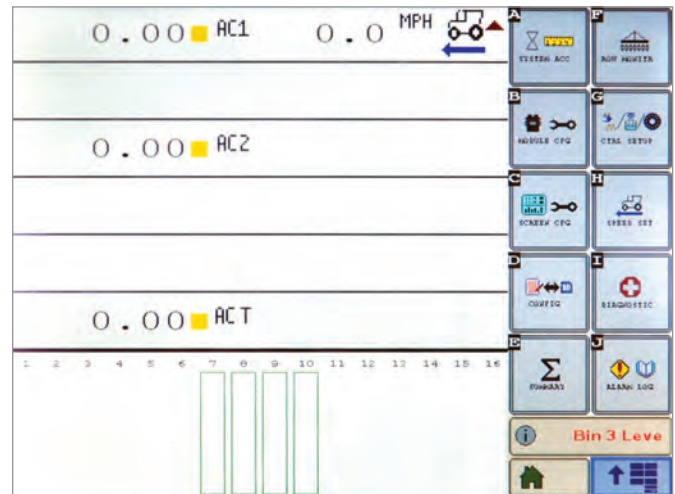 0.00 AC1 0.0 MPH
0.00 AC2
0.00 ACT
1 2 3 4 5 6 7 8 9 10 11 12 13 14 15 16
A
SYSTEM ACC
F
ROW MONITR
B
MODULE CFG
G
CTRL SETUP
C
SCREEN CFG
H
SPEED SET
D
CONFIG
I
DIAGNOSTIC
E
SUMMARY
J
ALARM LOG
Bin 3 Leve